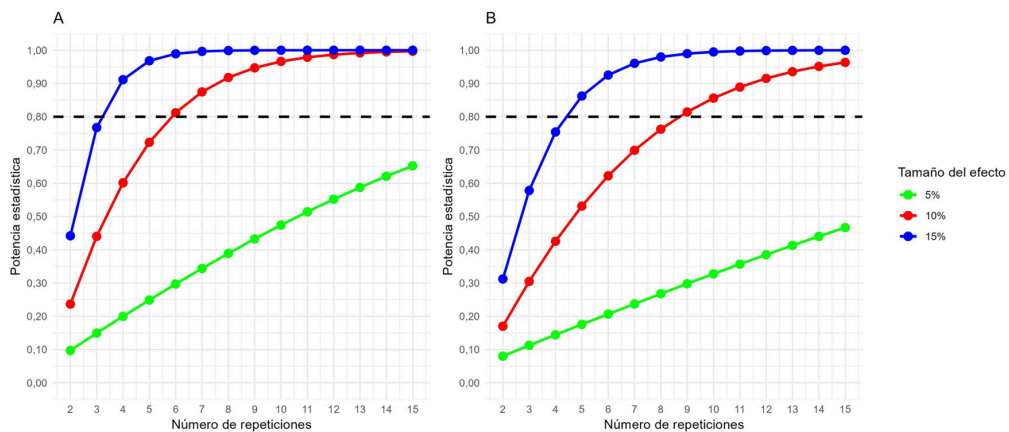 A
1,00
0,90
0,80
0,70
0,60
0,50
0,40
0,30
0,20
0,10
0,00
Potencia estadística
2 3 4 5 6 7 8 9 10 11 12 13 14 15
Número de repeticiones
B
1,00
0,90
0,80
0,70
0,60
0,50
0,40
0,30
0,20
0,10
0,00
Potencia estadística
2 3 4 5 6 7 8 9 10 11 12 13 14 15
Número de repeticiones
Tamaño del efecto
5%
10%
15%